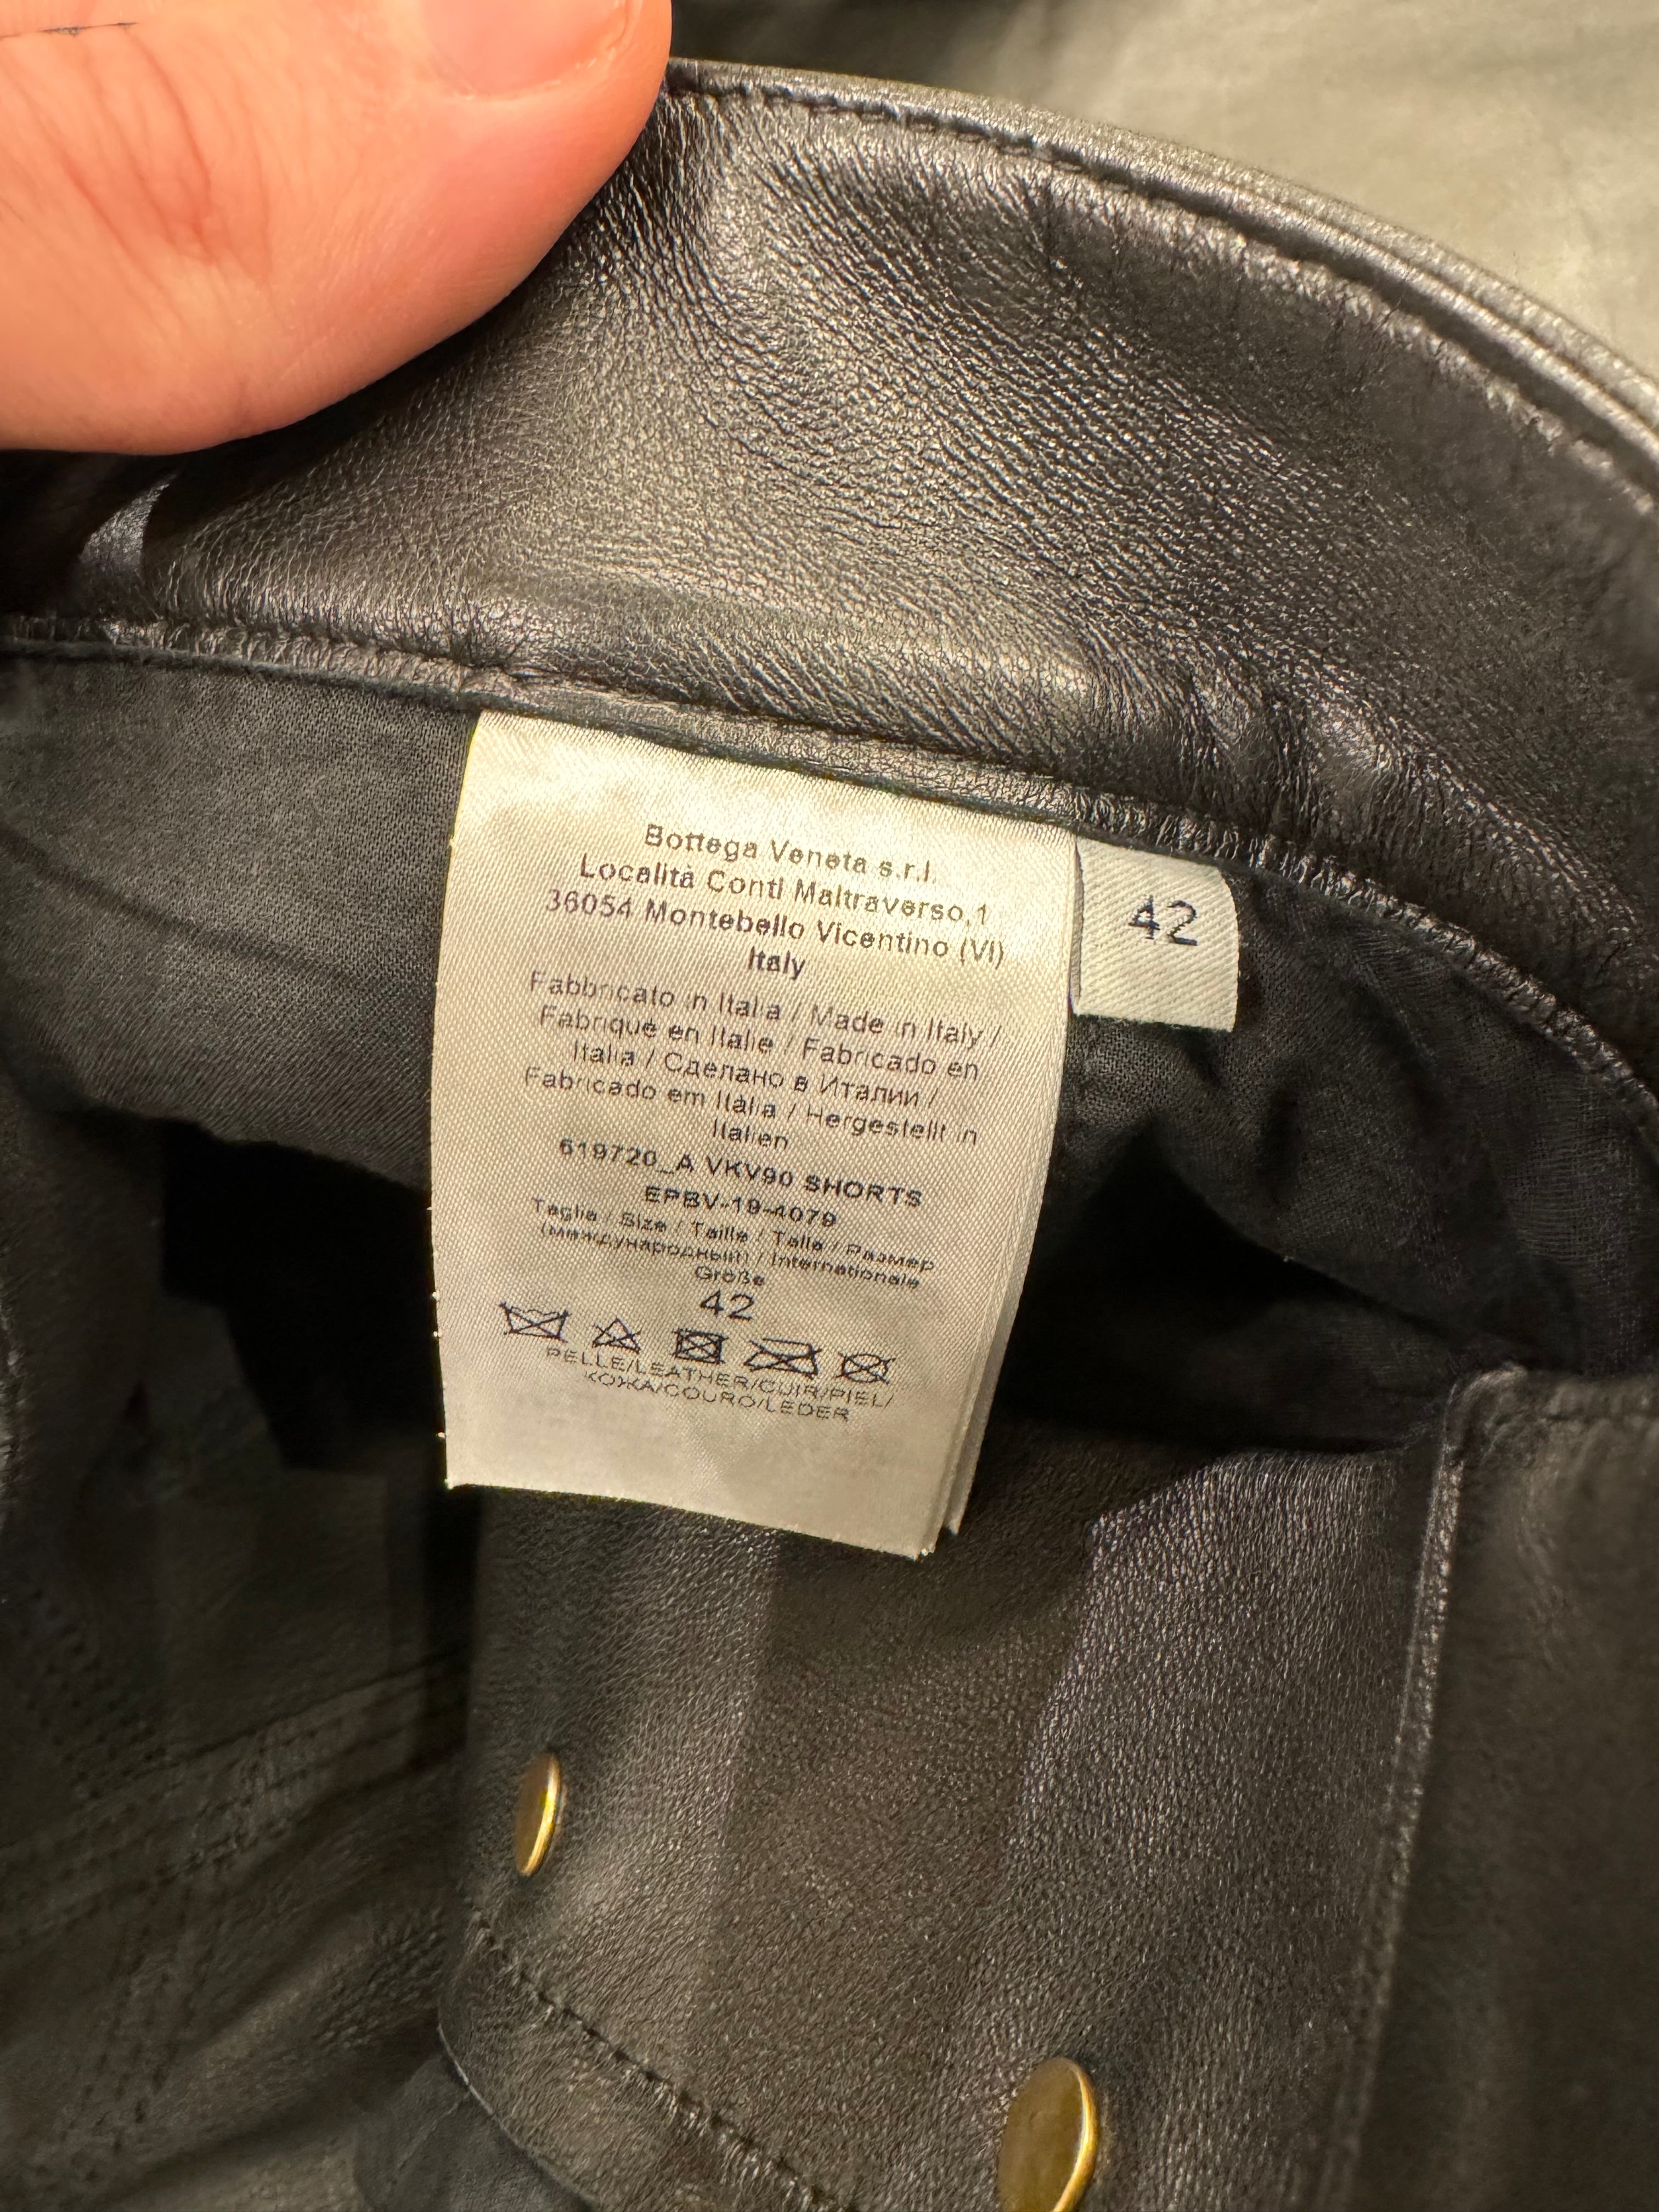 Bottega Veneta s.r.l.
Località Conti Maltraverso,1
36054 Montebello Vicentino (VI)
Italy
Fabbricato in Italia / Made in Italy /
Fabriqué en Italie / Fabricado en
Italia / Сделано в Италии /
Fabricado em Itàlia / Hergestellt in
Italien
619720_A VKV90 SHORTS
EPBV-19-4079
Taglia / Size / Taille / Talla / Размер
(международный) / Internationale
Größe
42
PELLE/LEATHER/CUIR/PIEL/
КОЖА/COURO/LEDER
42